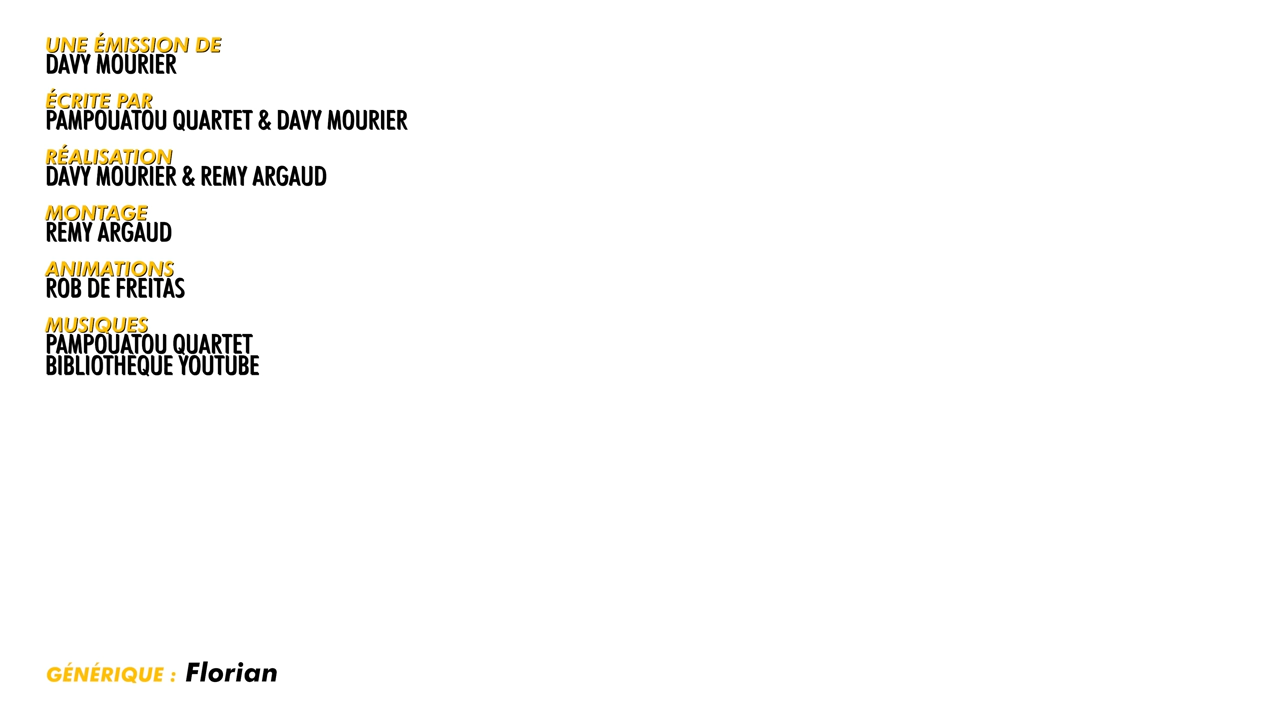 UNE ÉMISSION DE
DAVY MOURIER
ÉCRITE PAR
PAMPOUATOU QUARTET & DAVY MOURIER
RÉALISATION
DAVY MOURIER & REMY ARGAUD
MONTAGE
REMY ARGAUD
ANIMATIONS
ROB DE FREITAS
MUSIQUES
PAMPOUATOU QUARTET
BIBLIOTHÈQUE YOUTUBE
GÉNÉRIQUE : Florian